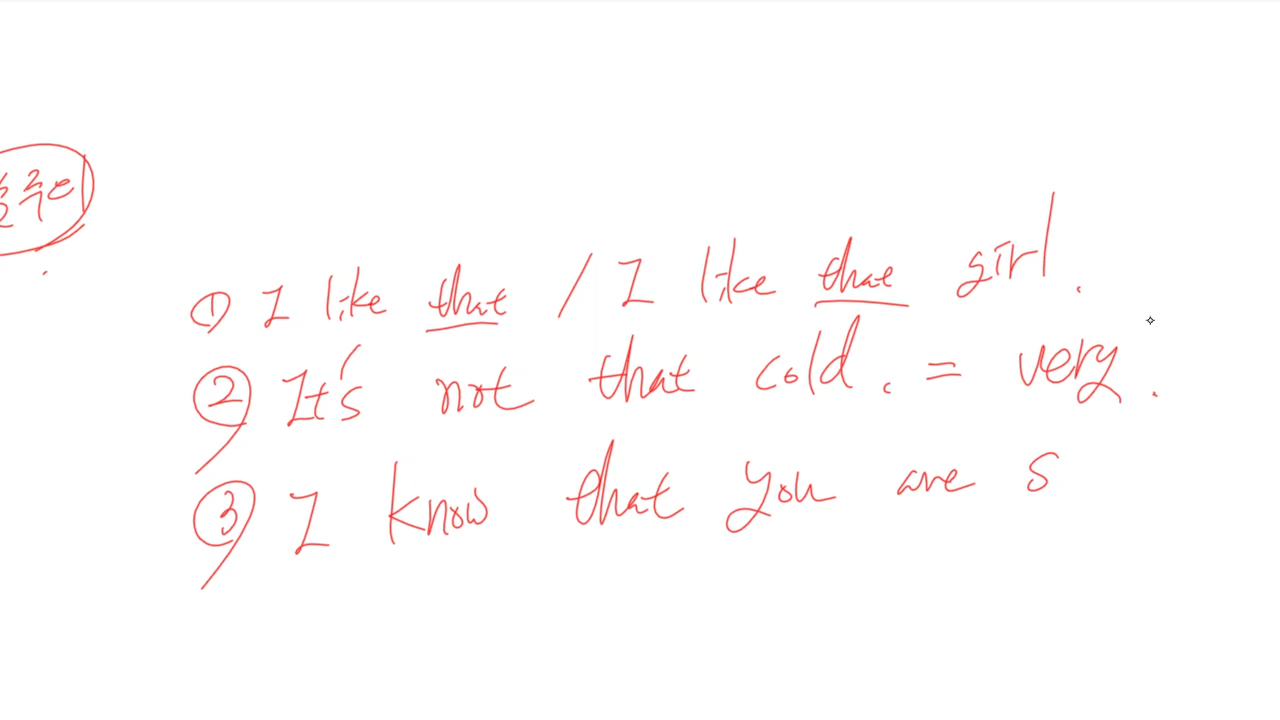 ① I like that / I like that girl.
② It's not that cold. = very.
③ I know that you are s